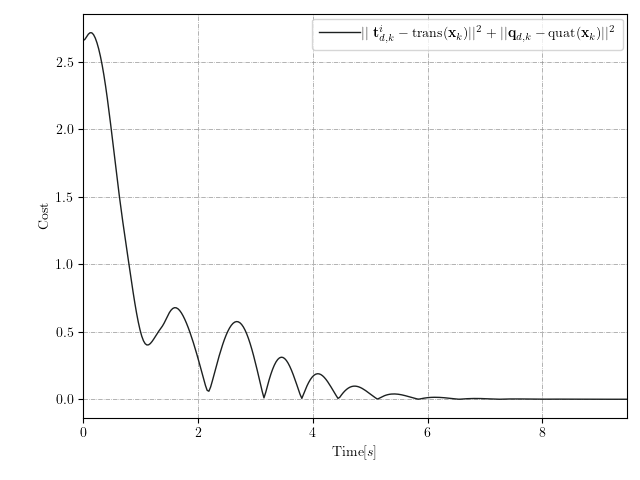 || t^i_{d,k} − trans(x_k)||² + ||q_{d,k} − quat(x_k)||²
2.5
2.0
1.5
1.0
0.5
0.0
Cost
0 2 4 6 8
Time[s]